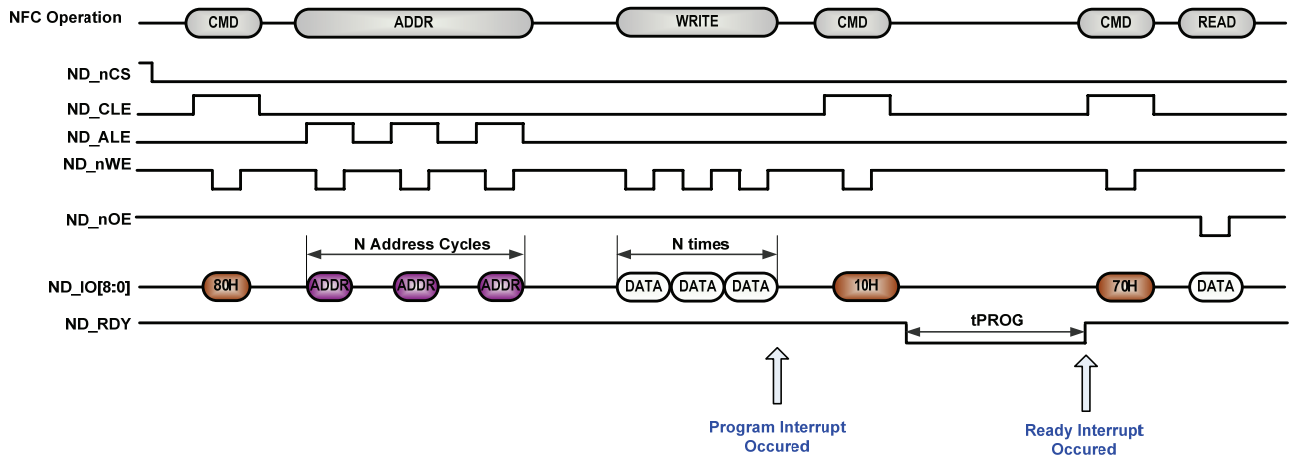 NFC Operation CMD ADDR WRITE CMD CMD READ
ND_nCS
ND_CLE
ND_ALE
ND_nWE
ND_nOE
N Address Cycles N times
ND_IO[8:0] 80H ADDR ADDR ADDR DATA DATA DATA 10H 70H DATA
ND_RDY
tPROG
Program Interrupt
Occured
Ready Interrupt
Occured